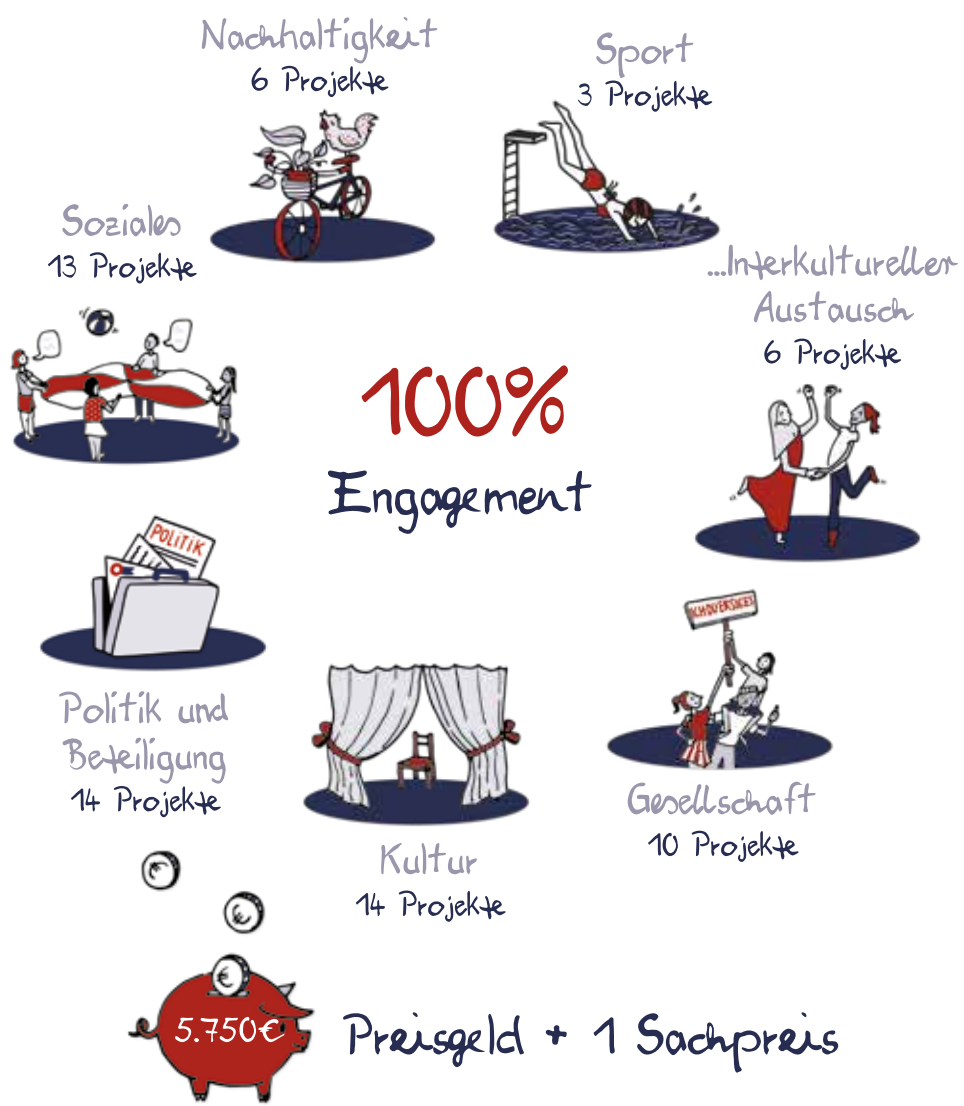 Nachhaltigkeit
6 Projekte
Sport
3 Projekte
Soziales
13 Projekte
...Interkultureller
Austausch
6 Projekte
100%
Engagement
POLITIK
Politik und
Beteiligung
14 Projekte
Gesellschaft
10 Projekte
Kultur
14 Projekte
€
€
€
5.750€
Preisgeld + 1 Sachpreis